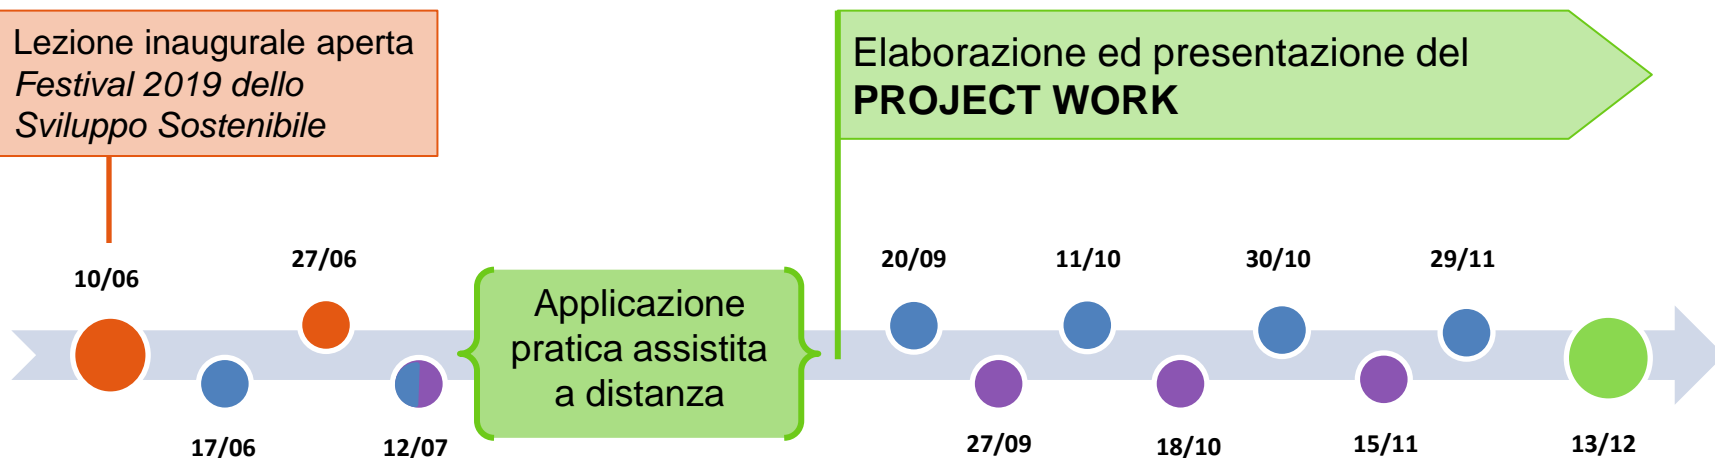 Lezione inaugurale aperta
Festival 2019 dello
Sviluppo Sostenibile
Elaborazione ed presentazione del
PROJECT WORK
10/06
27/06
17/06
12/07
Applicazione
pratica assistita
a distanza
20/09
11/10
30/10
29/11
27/09
18/10
15/11
13/12